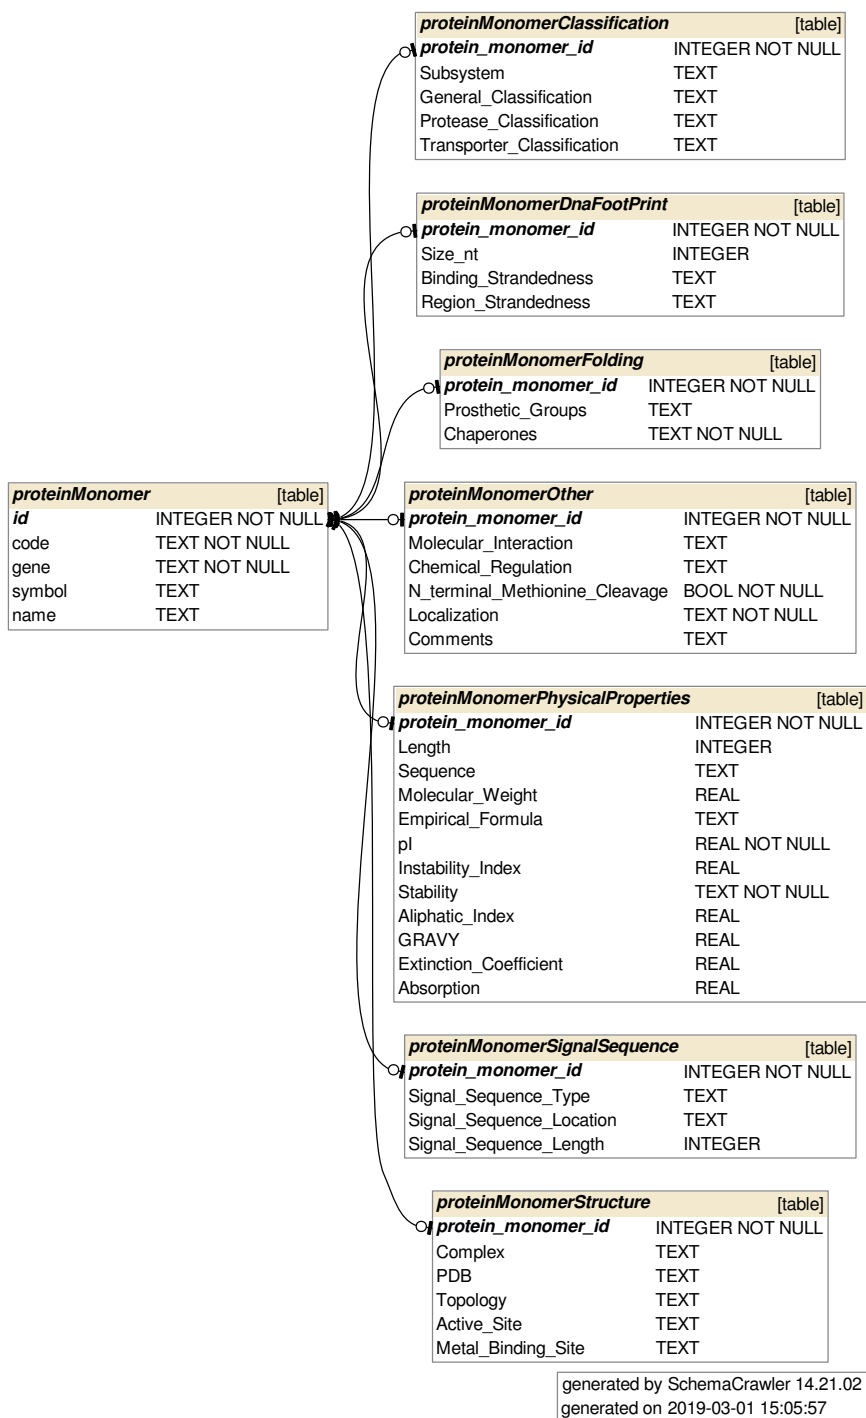 proteinMonomerClassification [table]
protein_monomer_id INTEGER NOT NULL
Subsystem TEXT
General_Classification TEXT
Protease_Classification TEXT
Transporter_Classification TEXT
proteinMonomerDnaFootPrint [table]
protein_monomer_id INTEGER NOT NULL
Size_nt INTEGER
Binding_Strandedness TEXT
Region_Strandedness TEXT
proteinMonomerFolding [table]
protein_monomer_id INTEGER NOT NULL
Prosthetic_Groups TEXT
Chaperones TEXT NOT NULL
proteinMonomer [table]
id INTEGER NOT NULL
code TEXT NOT NULL
gene TEXT NOT NULL
symbol TEXT
name TEXT
proteinMonomerOther [table]
protein_monomer_id INTEGER NOT NULL
Molecular_Interaction TEXT
Chemical_Regulation TEXT
N_terminal_Methionine_Cleavage BOOL NOT NULL
Localization TEXT NOT NULL
Comments TEXT
proteinMonomerPhysicalProperties [table]
protein_monomer_id INTEGER NOT NULL
Length INTEGER
Sequence TEXT
Molecular_Weight REAL
Empirical_Formula TEXT
pI REAL NOT NULL
Instability_Index REAL
Stability TEXT NOT NULL
Aliphatic_Index REAL
GRAVY REAL
Extinction_Coefficient REAL
Absorption REAL
proteinMonomerSignalSequence [table]
protein_monomer_id INTEGER NOT NULL
Signal_Sequence_Type TEXT
Signal_Sequence_Location TEXT
Signal_Sequence_Length INTEGER
proteinMonomerStructure [table]
protein_monomer_id INTEGER NOT NULL
Complex TEXT
PDB TEXT
Topology TEXT
Active_Site TEXT
Metal_Binding_Site TEXT
generated by SchemaCrawler 14.21.02
generated on 2019-03-01 15:05:57